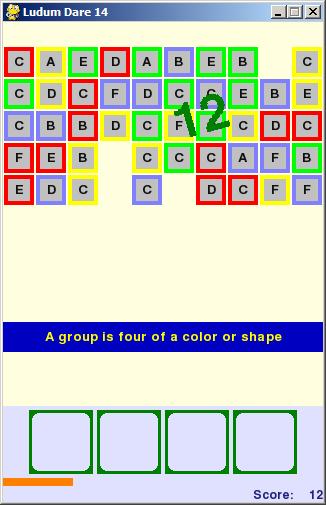 Ludum Dare 14
C A E D A B E B C
C D C F D C E B E
C B B D C F C D C
F E B C C C A F B
E D C C D C F F
12
A group is four of a color or shape
Score: 12